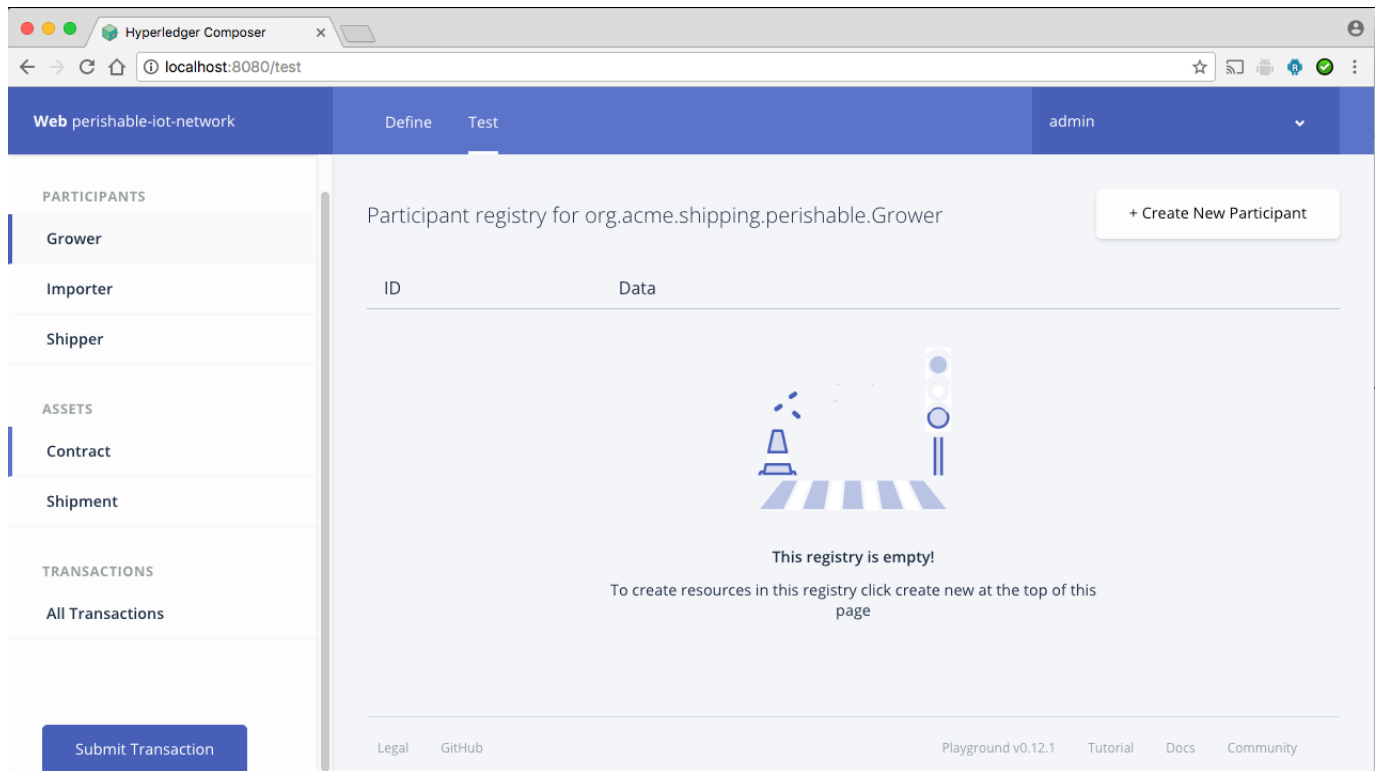 Hyperledger Composer
localhost:8080/test
Web perishable-iot-network
Define
Test
admin
PARTICIPANTS
Grower
Importer
Shipper
ASSETS
Contract
Shipment
TRANSACTIONS
All Transactions
Submit Transaction
Participant registry for org.acme.shipping.perishable.Grower
+ Create New Participant
ID
Data
This registry is empty!
To create resources in this registry click create new at the top of this
page
Legal
GitHub
Playground v0.12.1
Tutorial
Docs
Community